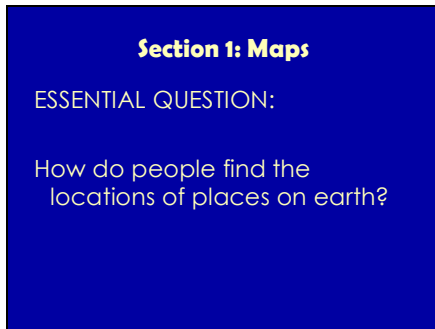 Section 1: Maps
ESSENTIAL QUESTION:
How do people find the
locations of places on earth?